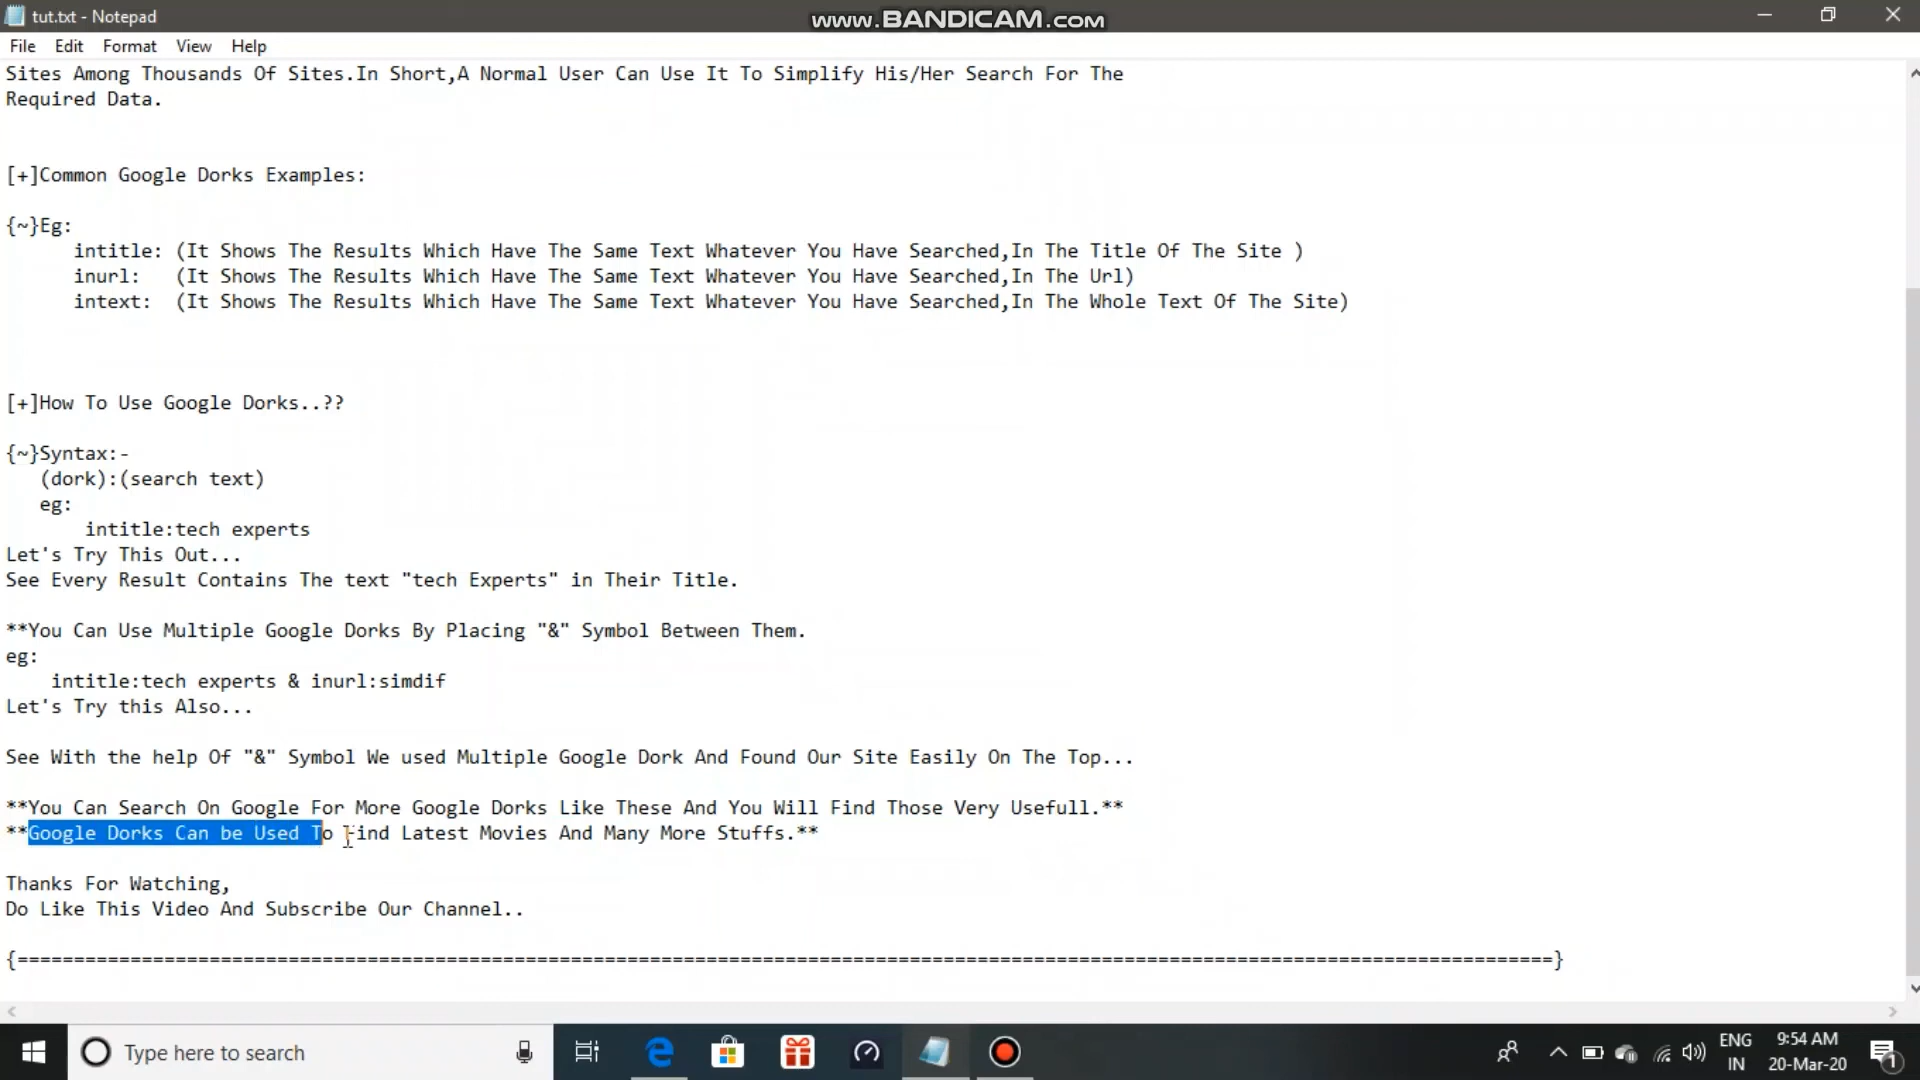 tut.txt - Notepad
www.BANDICAM.com
File Edit Format View Help
Sites Among Thousands Of Sites.In Short,A Normal User Can Use It To Simplify His/Her Search For The
Required Data.
[+]Common Google Dorks Examples:
{~}Eg:
intitle: (It Shows The Results Which Have The Same Text Whatever You Have Searched,In The Title Of The Site )
inurl: (It Shows The Results Which Have The Same Text Whatever You Have Searched,In The Url)
intext: (It Shows The Results Which Have The Same Text Whatever You Have Searched,In The Whole Text Of The Site)
[+]How To Use Google Dorks..??
{~}Syntax:-
(dork):(search text)
eg:
intitle:tech experts
Let's Try This Out...
See Every Result Contains The text "tech Experts" in Their Title.
**You Can Use Multiple Google Dorks By Placing "&" Symbol Between Them.
eg:
intitle:tech experts & inurl:simdif
Let's Try this Also...
See With the help Of "&" Symbol We used Multiple Google Dork And Found Our Site Easily On The Top...
**You Can Search On Google For More Google Dorks Like These And You Will Find Those Very Usefull.**
**Google Dorks Can be Used To Find Latest Movies And Many More Stuffs.**
Thanks For Watching,
Do Like This Video And Subscribe Our Channel..
{=========================================================================================================================================}
Type here to search
ENG
IN
9:54 AM
20-Mar-20
1